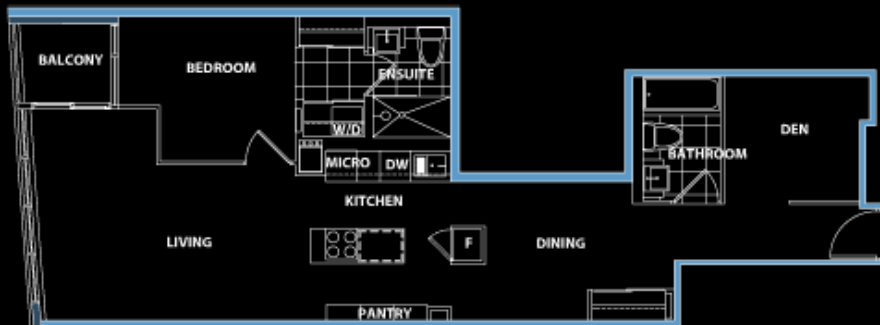 BALCONY
BEDROOM
ENSUITE
W/D
MICRO
DW
KITCHEN
LIVING
F
DINING
PANTRY
BATHROOM
DEN